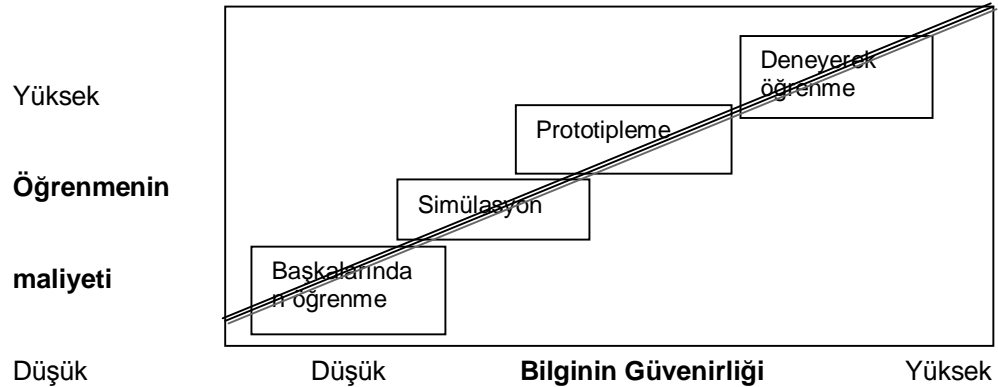 Deneyerek
öğrenme
Yüksek
Prototipleme
Öğrenmenin
Simülasyon
maliyeti
Başkalarında
n öğrenme
Düşük Düşük Bilginin Güvenirliği Yüksek